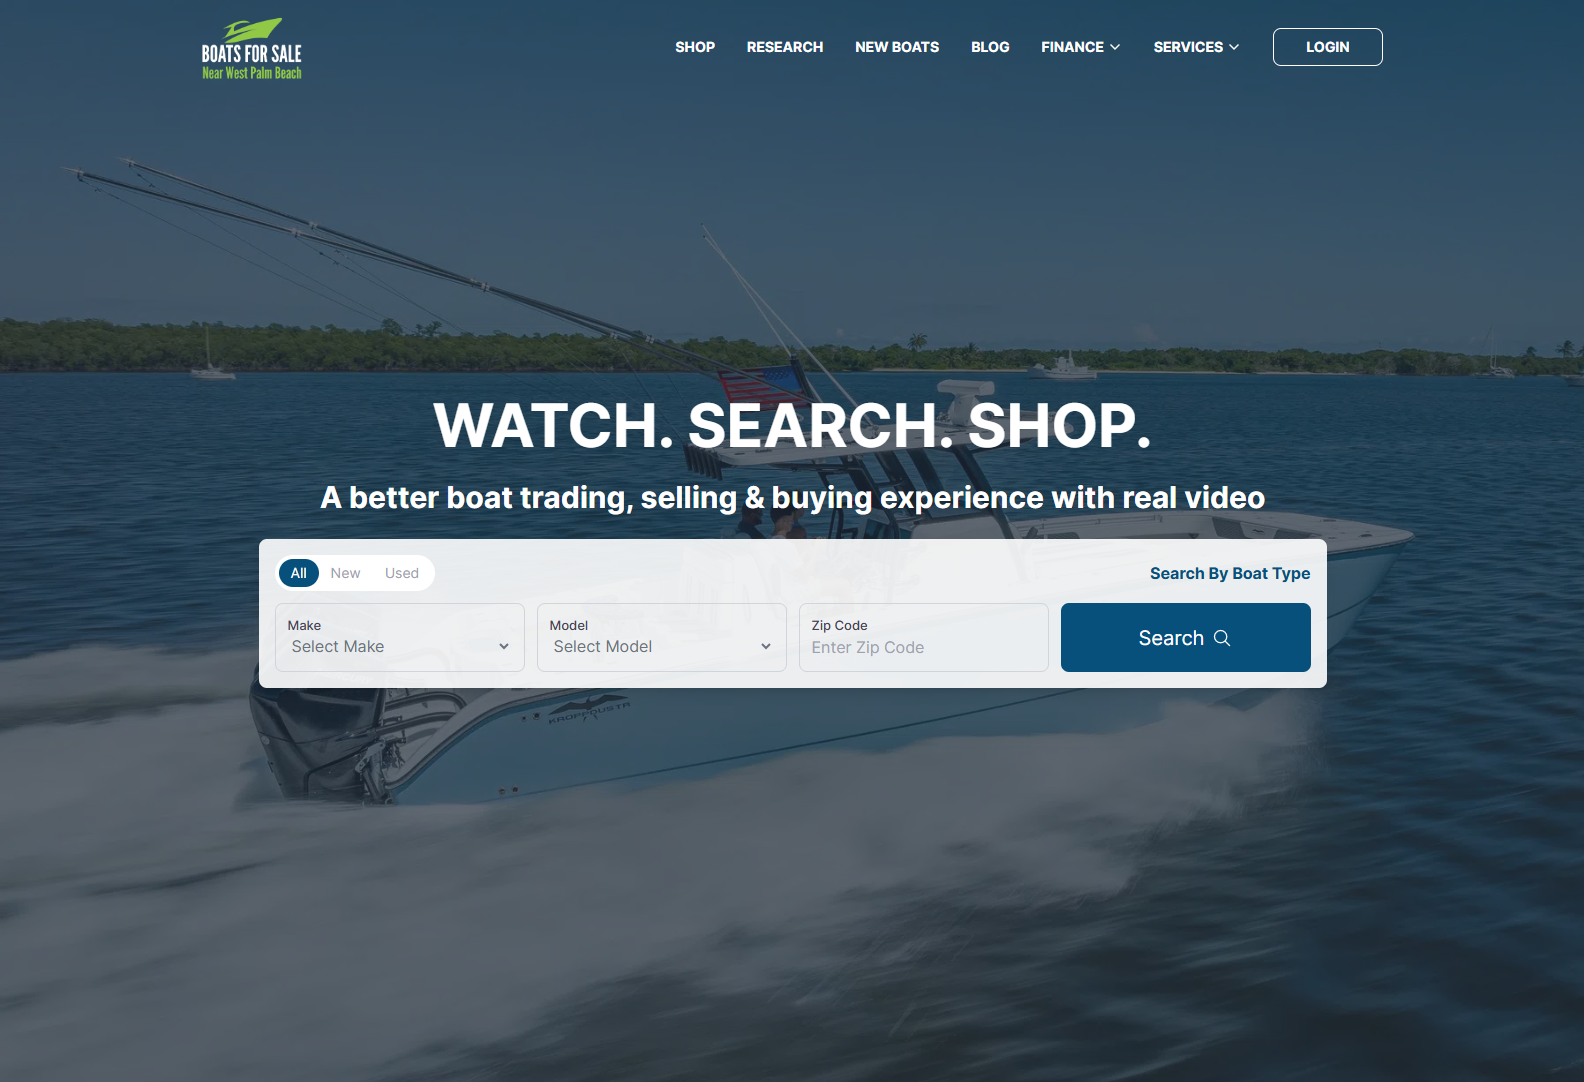 BOATS FOR SALE
Near West Palm Beach
SHOP
RESEARCH
NEW BOATS
BLOG
FINANCE
SERVICES
LOGIN
WATCH. SEARCH. SHOP.
A better boat trading, selling & buying experience with real video
All
New
Used
Search By Boat Type
Make
Select Make
Model
Select Model
Zip Code
Enter Zip Code
Search